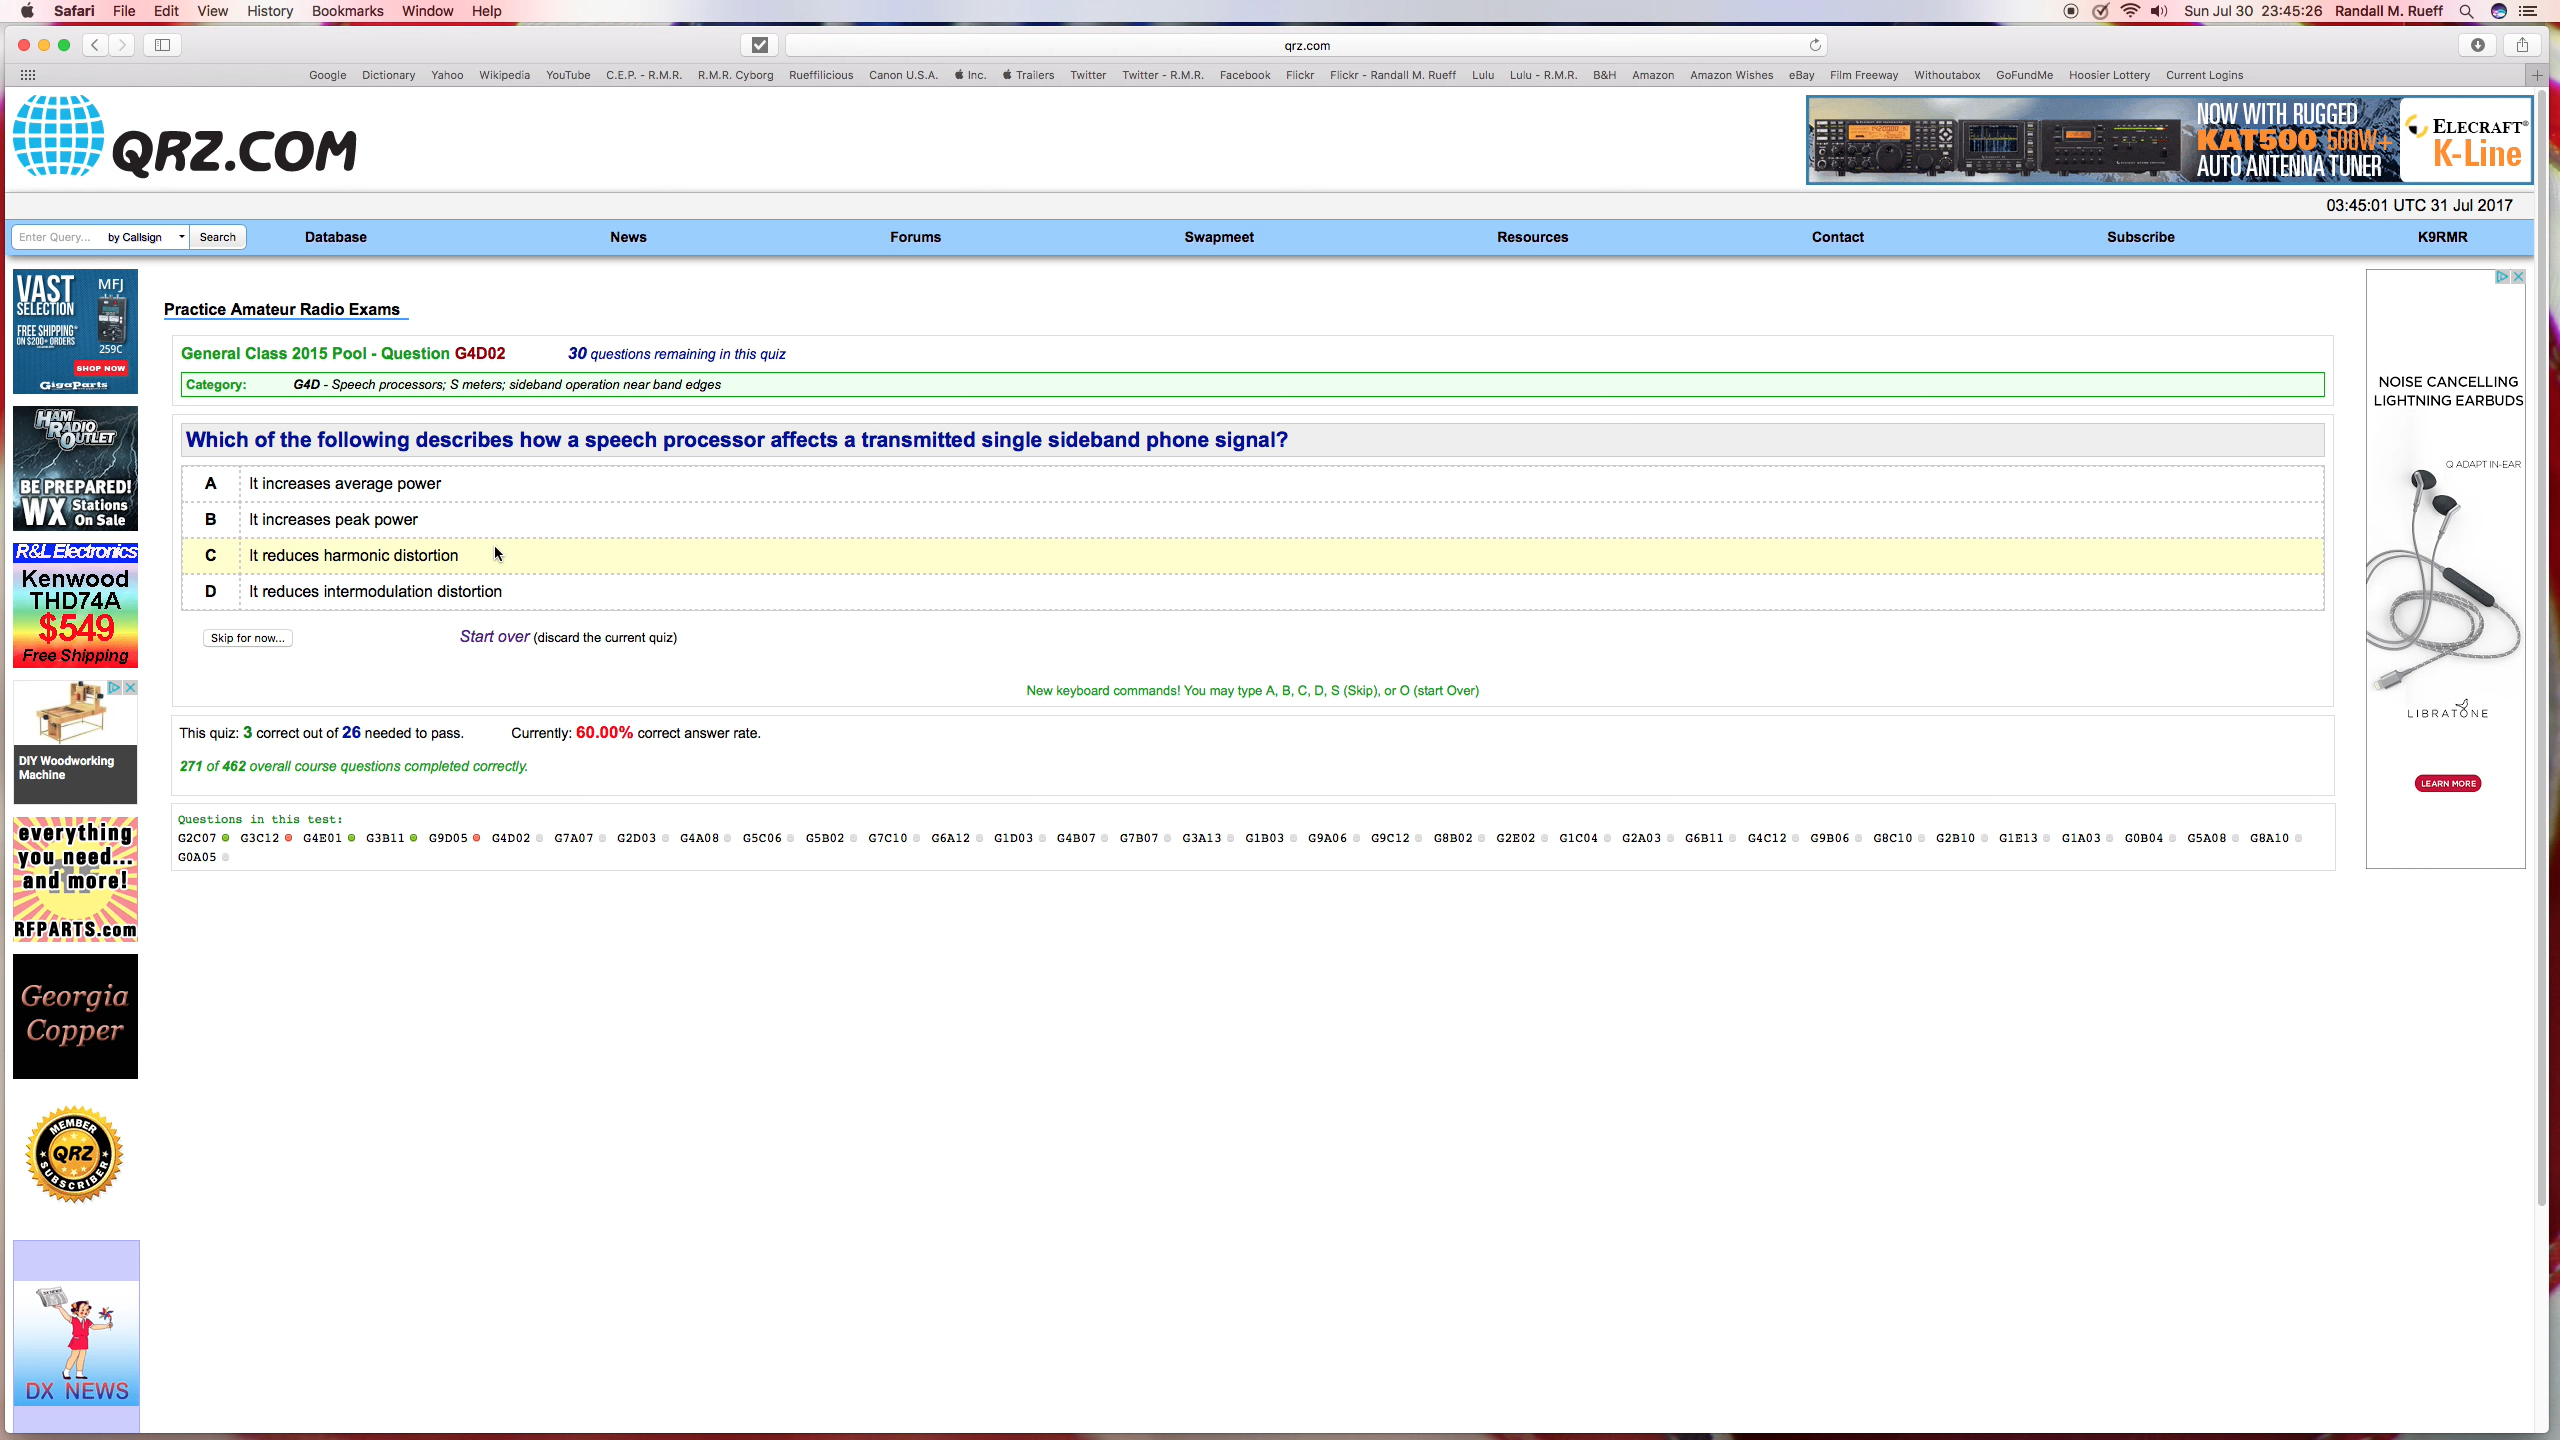 Safari File Edit View History Bookmarks Window Help Sun Jul 30 23:45:26 Randall M. Rueff
qrz.com
Google Dictionary Yahoo Wikipedia YouTube C.E.P. - R.M.R. R.M.R. Cyborg Rueffilicious Canon U.S.A. Inc. Trailers Twitter Twitter - R.M.R. Facebook Flickr Flickr - Randall M. Rueff Lulu Lulu - R.M.R. B&H Amazon Amazon Wishes eBay Film Freeway Withoutabox GoFundMe Hoosier Lottery Current Logins
QRZ.COM
NOW WITH RUGGED
KAT500 500W+
AUTO ANTENNA TUNER
ELECRAFT®
K-Line
03:45:01 UTC 31 Jul 2017
Enter Query... by Callsign Search Database News Forums Swapmeet Resources Contact Subscribe K9RMR
VAST
SELECTION
MFJ
FREE SHIPPING*
ON $200+ ORDERS
259C
SHOP NOW
GigaParts
HAM RADIO OUTLET
BE PREPARED!
WX Stations
On Sale
R&L Electronics
Kenwood
THD74A
$549
Free Shipping
DIY Woodworking
Machine
everything
you need...
and more!
RFPARTS.com
Georgia
Copper
MEMBER
QRZ
SUBSCRIBER
DX NEWS
Practice Amateur Radio Exams
General Class 2015 Pool - Question G4D02 30 questions remaining in this quiz
Category: G4D - Speech processors; S meters; sideband operation near band edges
Which of the following describes how a speech processor affects a transmitted single sideband phone signal?
A It increases average power
B It increases peak power
C It reduces harmonic distortion
D It reduces intermodulation distortion
Skip for now... Start over (discard the current quiz)
New keyboard commands! You may type A, B, C, D, S (Skip), or O (start Over)
This quiz: 3 correct out of 26 needed to pass. Currently: 60.00% correct answer rate.
271 of 462 overall course questions completed correctly.
Questions in this test:
G2C07 G3C12 G4E01 G3B11 G9D05 G4D02 G7A07 G2D03 G4A08 G5C06 G5B02 G7C10 G6A12 G1D03 G4B07 G7B07 G3A13 G1B03 G9A06 G9C12 G8B02 G2E02 G1C04 G2A03 G6B11 G4C12 G9B06 G8C10 G2B10 G1E13 G1A03 G0B04 G5A08 G8A10
G0A05
NOISE CANCELLING
LIGHTNING EARBUDS
Q ADAPT IN-EAR
LIBRATONE
LEARN MORE